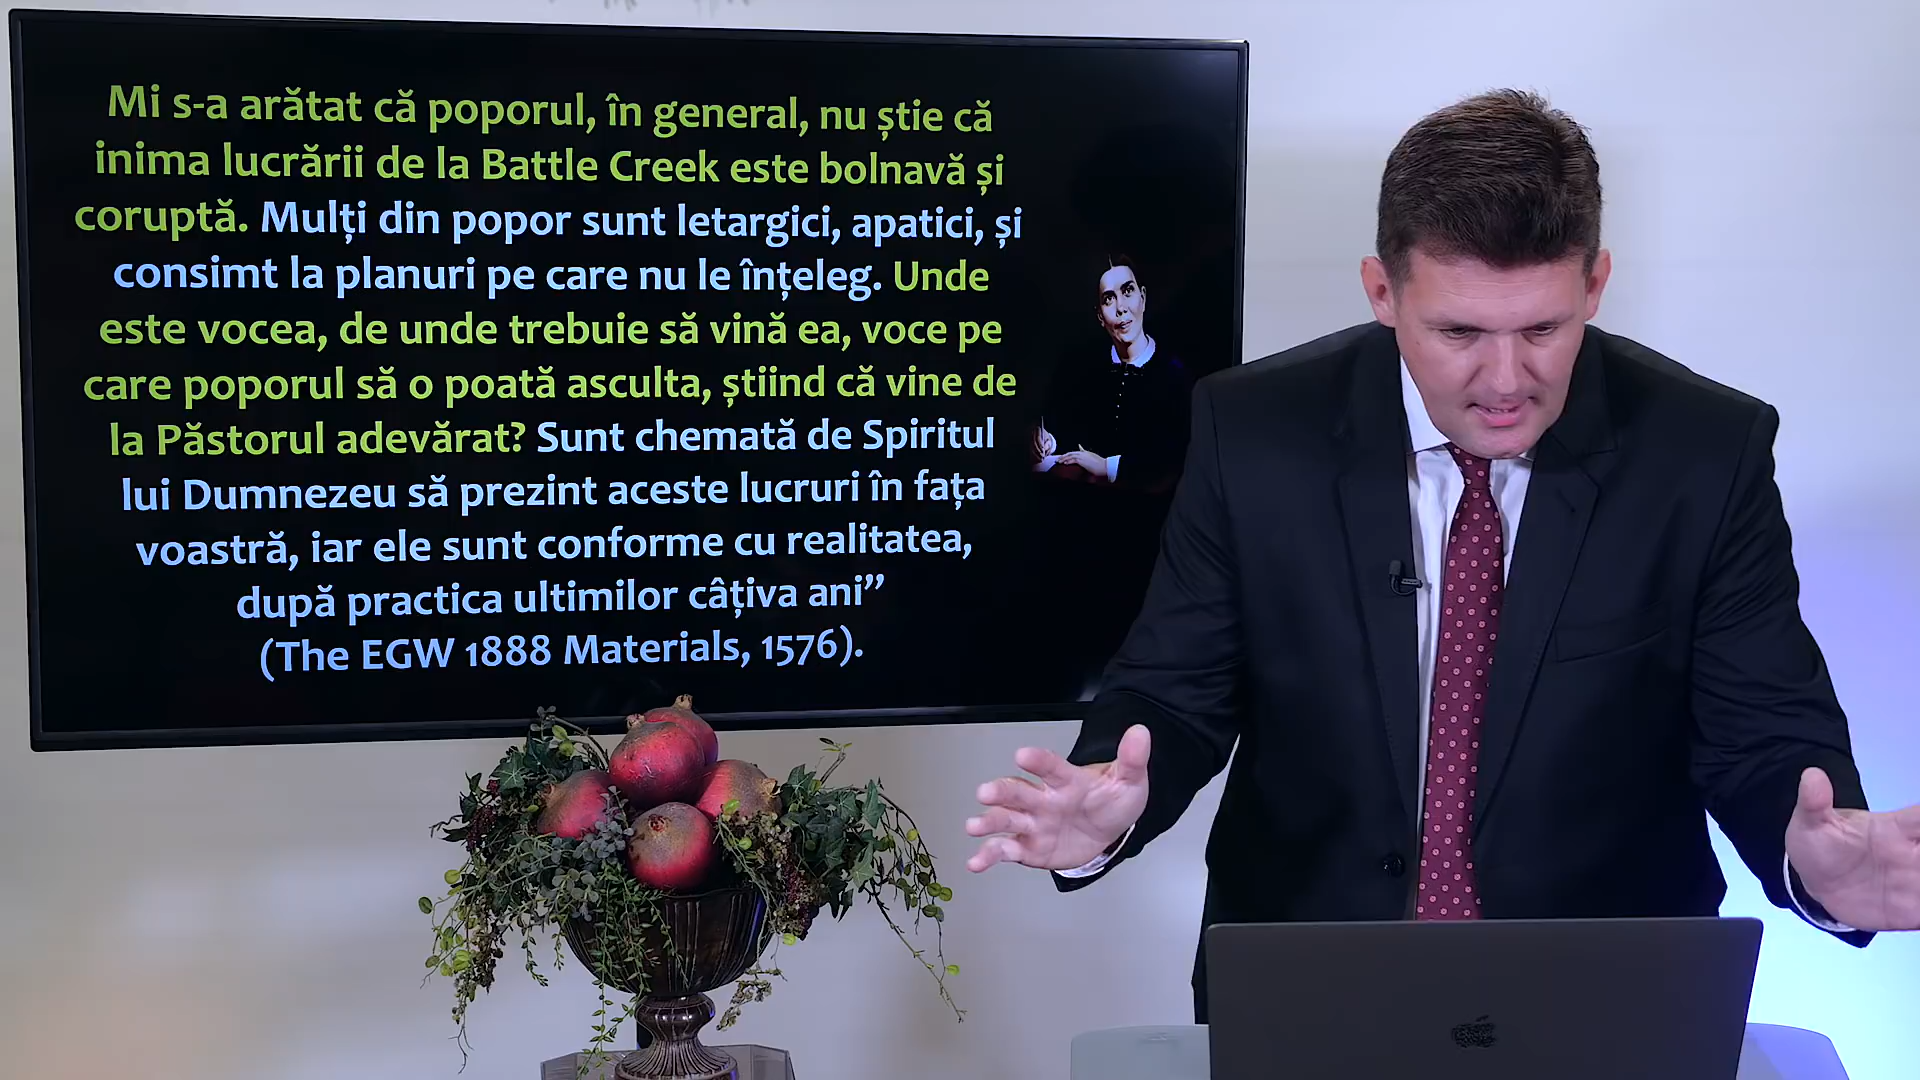 Mi s-a arătat că poporul, în general, nu știe că
inima lucrării de la Battle Creek este bolnavă și
coruptă. Mulți din popor sunt letargici, apatici, și
consimt la planuri pe care nu le înțeleg. Unde
este vocea, de unde trebuie să vină ea, voce pe
care poporul să o poată asculta, știind că vine de
la Păstorul adevărat? Sunt chemată de Spiritul
lui Dumnezeu să prezint aceste lucruri în fața
voastră, iar ele sunt conforme cu realitatea,
după practica ultimilor câțiva ani”
(The EGW 1888 Materials, 1576).